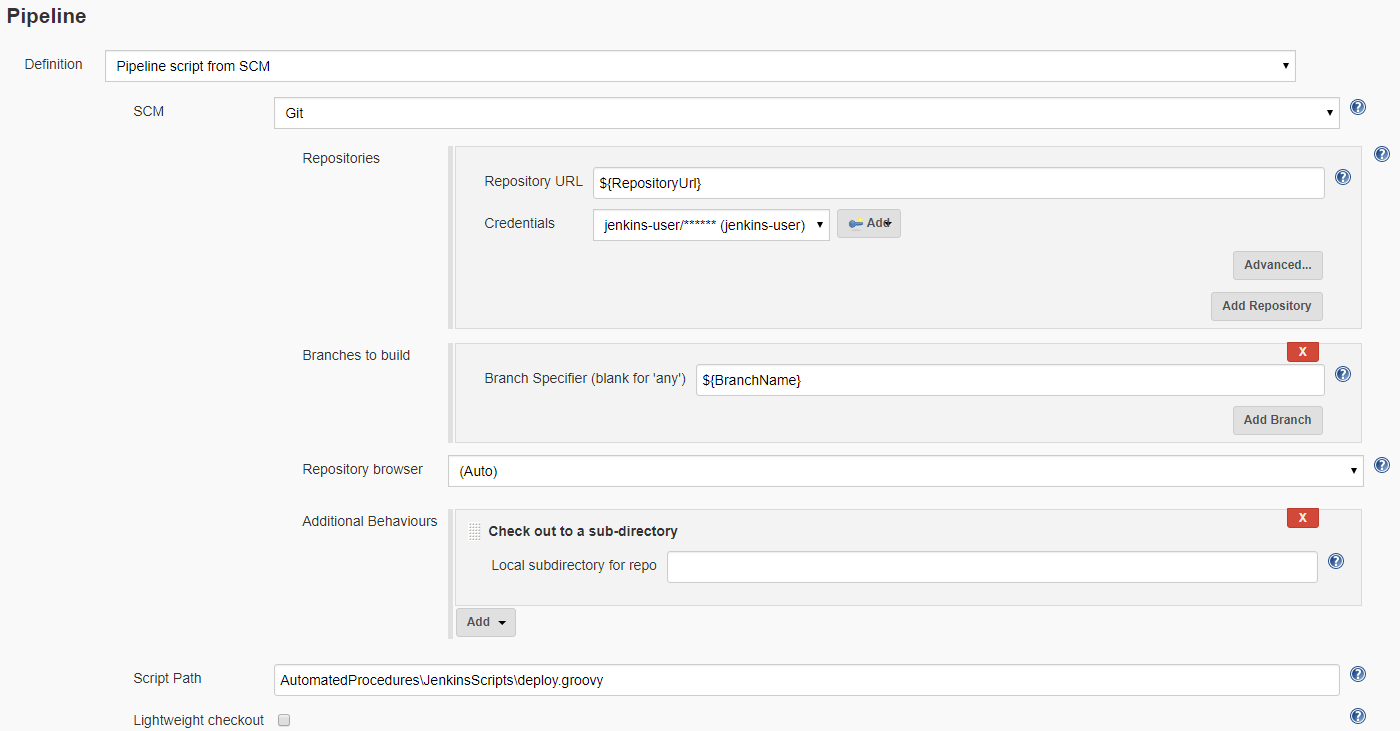 Pipeline
Definition
Pipeline script from SCM
SCM
Git
Repositories
Repository URL
${RepositoryUrl}
Credentials
jenkins-user/****** (jenkins-user)
Add
Advanced...
Add Repository
Branches to build
X
Branch Specifier (blank for 'any')
${BranchName}
Add Branch
Repository browser
(Auto)
Additional Behaviours
X
Check out to a sub-directory
Local subdirectory for repo
Add
Script Path
AutomatedProcedures\JenkinsScripts\deploy.groovy
Lightweight checkout